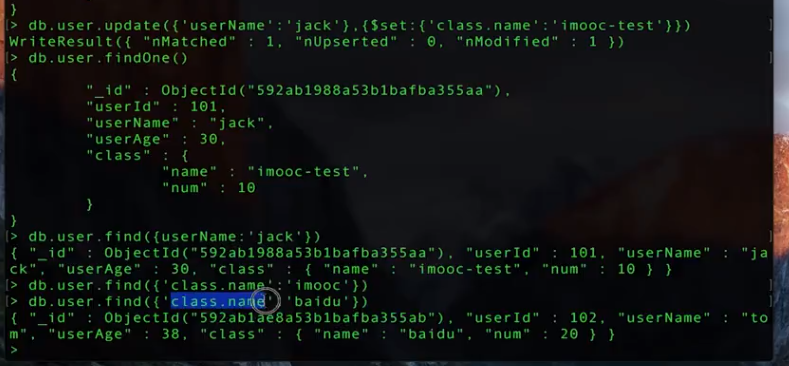 }
> db.user.update({'userName':'jack'},{$set:{'class.name':'imooc-test'}})
WriteResult({ "nMatched" : 1, "nUpserted" : 0, "nModified" : 1 })
> db.user.findOne()
{
"_id" : ObjectId("592ab1988a53b1bafba355aa"),
"userId" : 101,
"userName" : "jack",
"userAge" : 30,
"class" : {
"name" : "imooc-test",
"num" : 10
}
}
> db.user.find({userName:'jack'})
{ "_id" : ObjectId("592ab1988a53b1bafba355aa"), "userId" : 101, "userName" : "ja
ck", "userAge" : 30, "class" : { "name" : "imooc-test", "num" : 10 } }
> db.user.find({'class.name':'imooc'})
> db.user.find({'class.name' 'baidu'})
{ "_id" : ObjectId("592ab1ae8a53b1bafba355ab"), "userId" : 102, "userName" : "to
m", "userAge" : 38, "class" : { "name" : "baidu", "num" : 20 } }
>